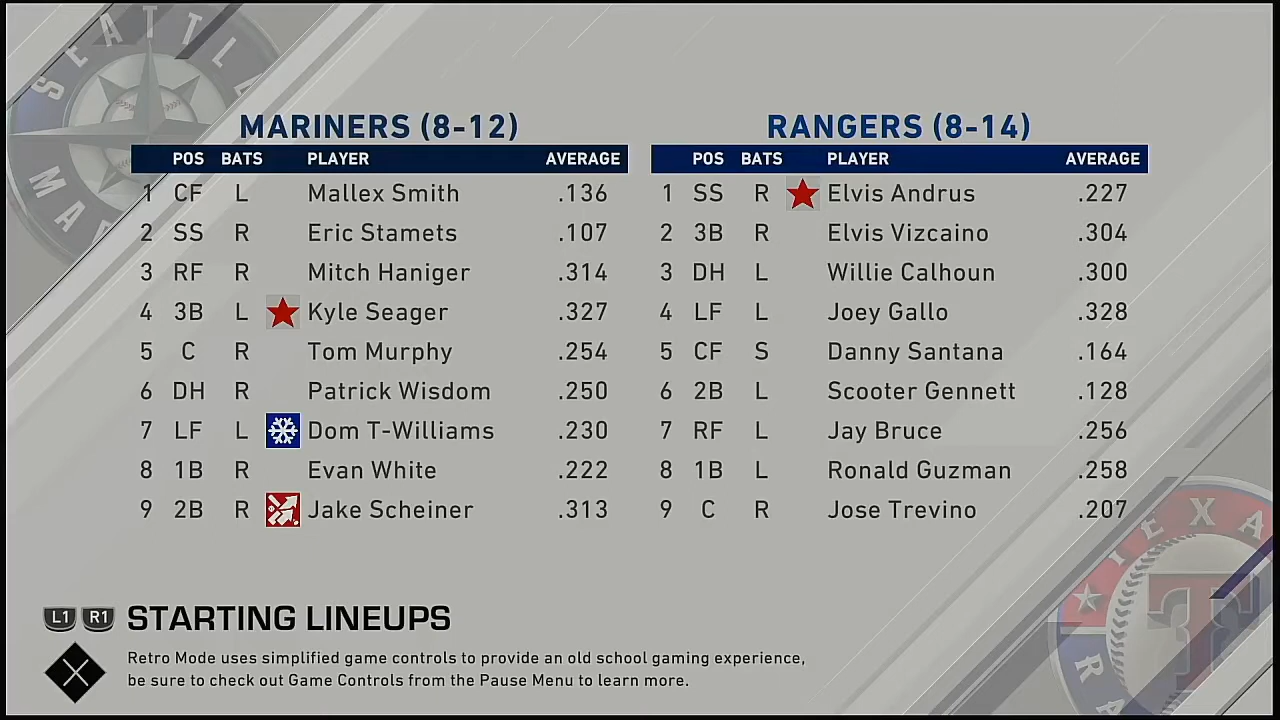 SEATTLE
MA
MARINERS (8-12)
POS BATS PLAYER AVERAGE
1 CF L Mallex Smith .136
2 SS R Eric Stamets .107
3 RF R Mitch Haniger .314
4 3B L Kyle Seager .327
5 C R Tom Murphy .254
6 DH R Patrick Wisdom .250
7 LF L Dom T-Williams .230
8 1B R Evan White .222
9 2B R Jake Scheiner .313
RANGERS (8-14)
POS BATS PLAYER AVERAGE
1 SS R Elvis Andrus .227
2 3B R Elvis Vizcaino .304
3 DH L Willie Calhoun .300
4 LF L Joey Gallo .328
5 CF S Danny Santana .164
6 2B L Scooter Gennett .128
7 RF L Jay Bruce .256
8 1B L Ronald Guzman .258
9 C R Jose Trevino .207
TEXA
T
RA
L1 R1 STARTING LINEUPS
Retro Mode uses simplified game controls to provide an old school gaming experience,
be sure to check out Game Controls from the Pause Menu to learn more.